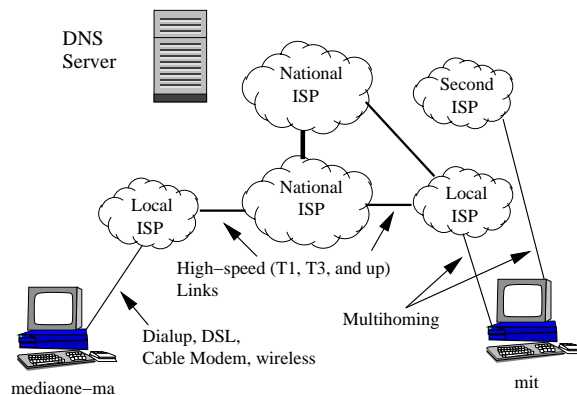 DNS
Server
National
ISP
Second
ISP
National
ISP
Local
ISP
Local
ISP
High-speed (T1, T3, and up)
Links
Multihoming
Dialup, DSL,
Cable Modem, wireless
mediaone-ma
mit